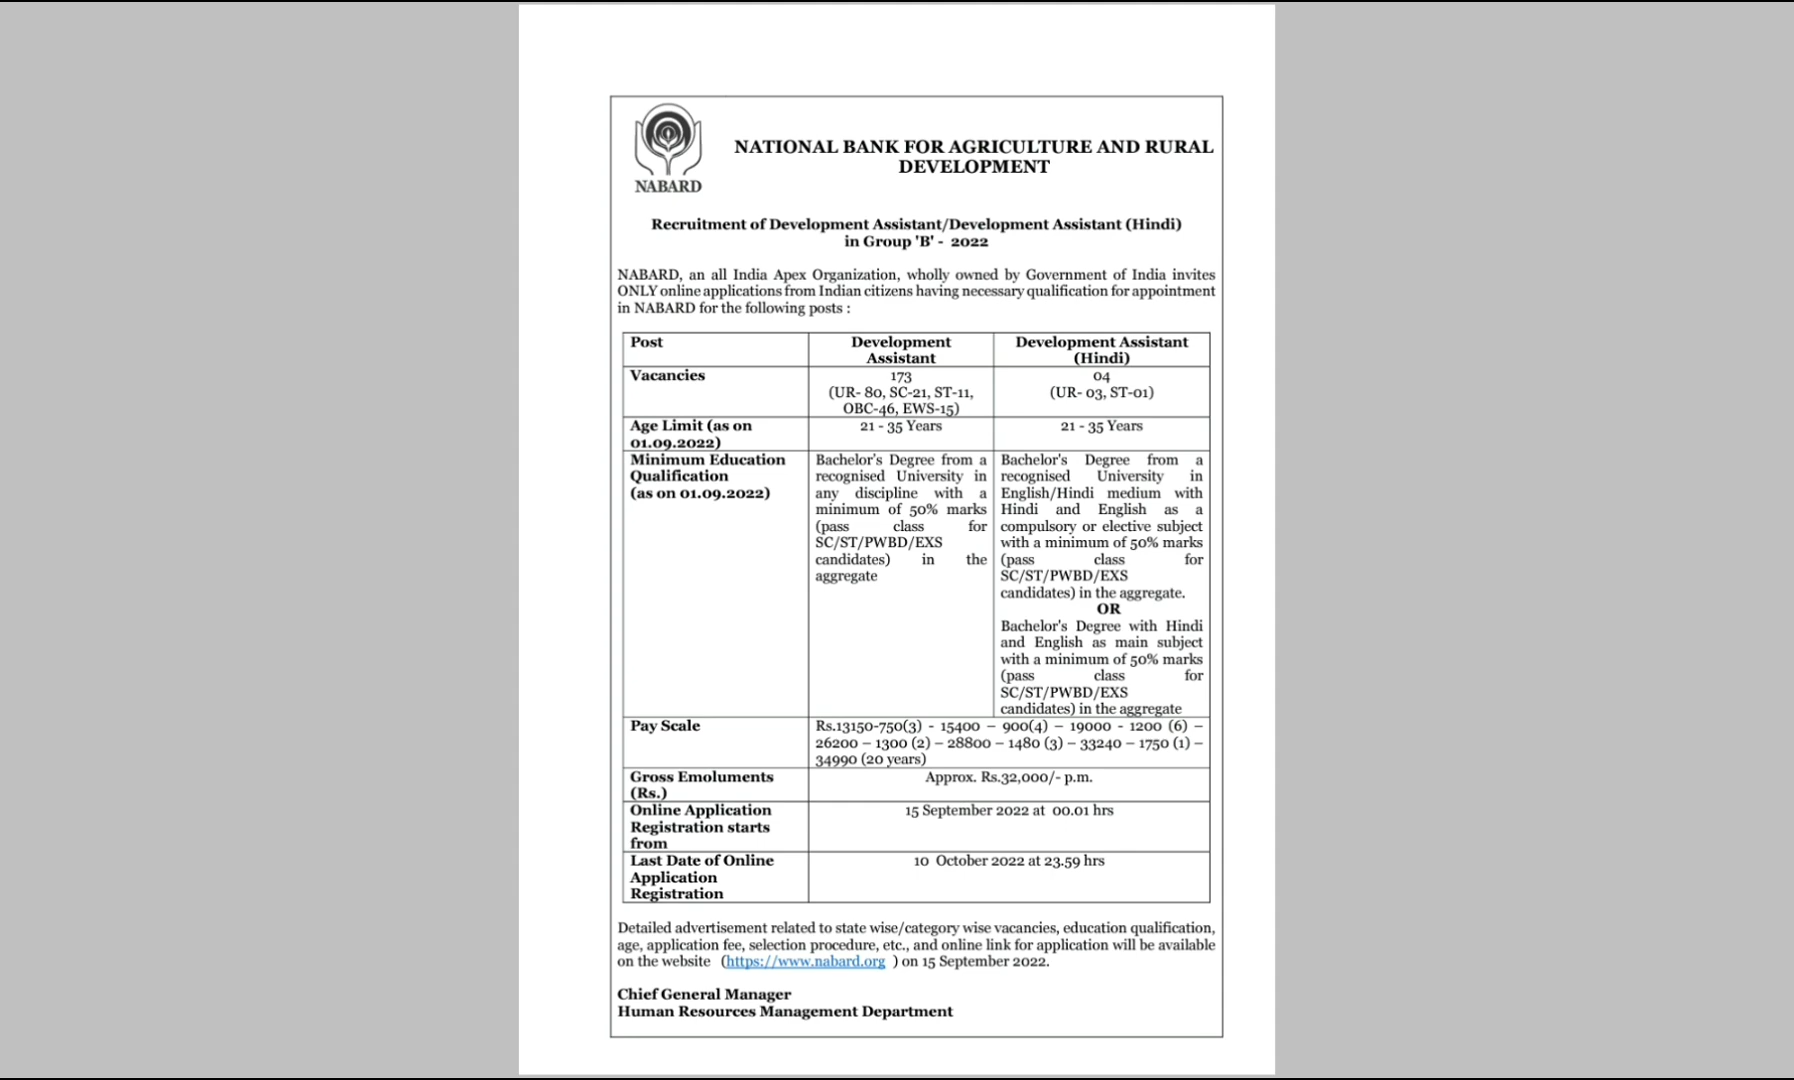 NABARD
NATIONAL BANK FOR AGRICULTURE AND RURAL
DEVELOPMENT
Recruitment of Development Assistant/Development Assistant (Hindi)
in Group 'B' - 2022
NABARD, an all India Apex Organization, wholly owned by Government of India invites
ONLY online applications from Indian citizens having necessary qualification for appointment
in NABARD for the following posts :
Post
Development
Assistant
Development Assistant
(Hindi)
Vacancies
173
(UR- 80, SC-21, ST-11,
OBC-46, EWS-15)
04
(UR- 03, ST-01)
Age Limit (as on
01.09.2022)
21 - 35 Years
21 - 35 Years
Minimum Education
Qualification
(as on 01.09.2022)
Bachelor's Degree from a
recognised University in
any discipline with a
minimum of 50% marks
(pass class for
SC/ST/PWBD/EXS
candidates) in the
aggregate
Bachelor's Degree from a
recognised University in
English/Hindi medium with
Hindi and English as a
compulsory or elective subject
with a minimum of 50% marks
(pass class for
SC/ST/PWBD/EXS
candidates) in the aggregate.
OR
Bachelor's Degree with Hindi
and English as main subject
with a minimum of 50% marks
(pass class for
SC/ST/PWBD/EXS
candidates) in the aggregate
Pay Scale
Rs.13150-750(3) - 15400 – 900(4) – 19000 - 1200 (6) –
26200 – 1300 (2) – 28800 – 1480 (3) – 33240 – 1750 (1) –
34990 (20 years)
Gross Emoluments
(Rs.)
Approx. Rs.32,000/- p.m.
Online Application
Registration starts
from
15 September 2022 at 00.01 hrs
Last Date of Online
Application
Registration
10 October 2022 at 23.59 hrs
Detailed advertisement related to state wise/category wise vacancies, education qualification,
age, application fee, selection procedure, etc., and online link for application will be available
on the website (https://www.nabard.org ) on 15 September 2022.
Chief General Manager
Human Resources Management Department